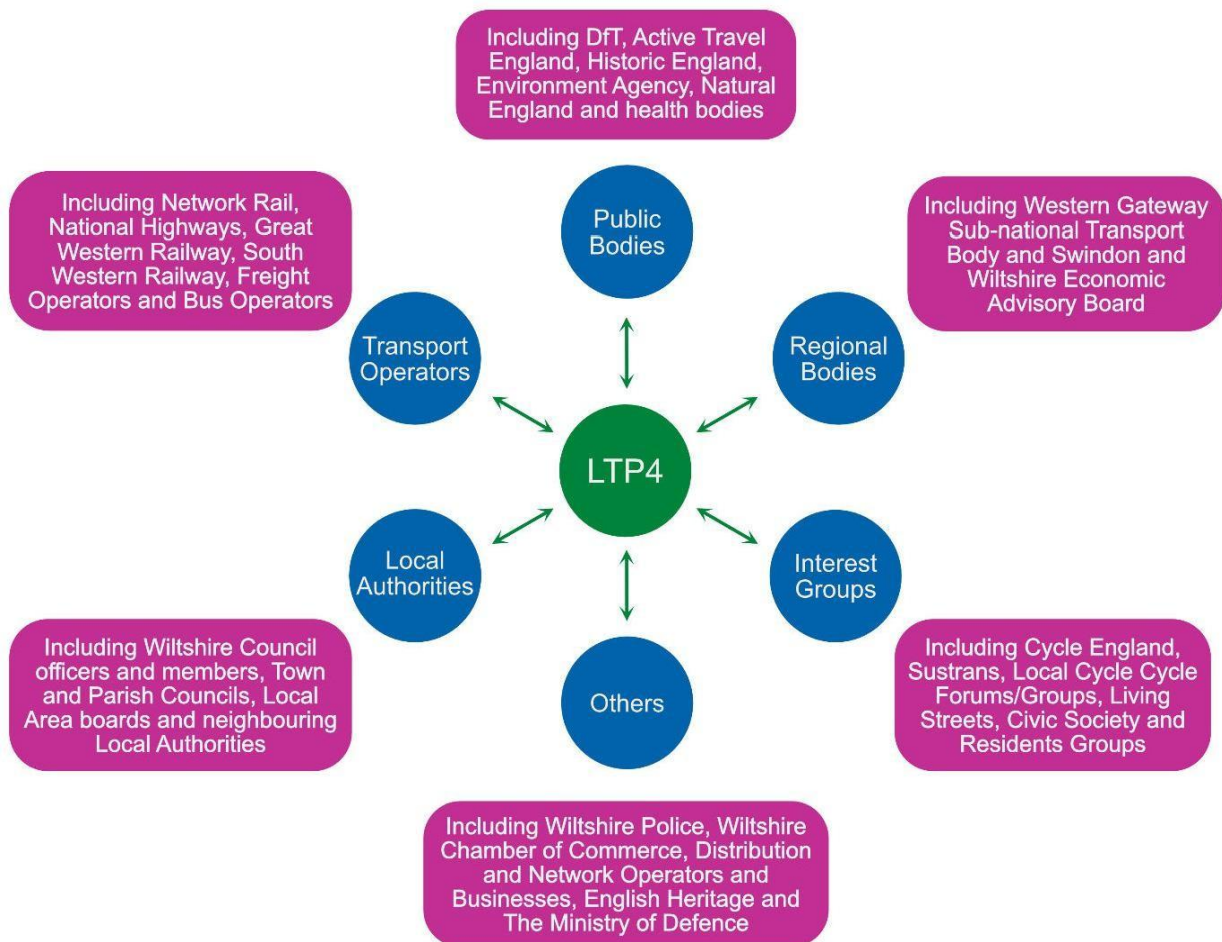 Including DfT, Active Travel
England, Historic England,
Environment Agency, Natural
England and health bodies
Including Network Rail,
National Highways, Great
Western Railway, South
Western Railway, Freight
Operators and Bus Operators
Public
Bodies
Including Western Gateway
Sub-national Transport
Body and Swindon and
Wiltshire Economic
Advisory Board
Transport
Operators
Regional
Bodies
LTP4
Local
Authorities
Interest
Groups
Including Wiltshire Council
officers and members, Town
and Parish Councils, Local
Area boards and neighbouring
Local Authorities
Others
Including Cycle England,
Sustrans, Local Cycle Cycle
Forums/Groups, Living
Streets, Civic Society and
Residents Groups
Including Wiltshire Police, Wiltshire
Chamber of Commerce, Distribution
and Network Operators and
Businesses, English Heritage and
The Ministry of Defence